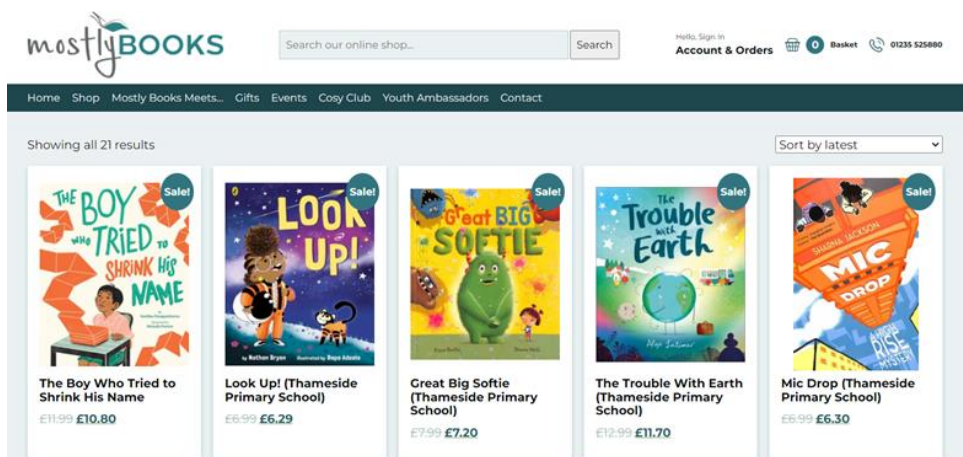 mostlyBOOKS
Search our online shop...
Search
Hello, Sign In
Account & Orders
0
Basket
01235 525880
Home Shop Mostly Books Meets... Gifts Events Cosy Club Youth Ambassadors Contact
Showing all 21 results
Sort by latest
Sale!
THE BOY
WHO TRIED TO
SHRINK HIS
NAME
The Boy Who Tried to
Shrink His Name
£11.99 £10.80
Sale!
LOOK
UP!
by Nathan Bryon Illustrated by Dapo Adeola
Look Up! (Thameside
Primary School)
£6.99 £6.29
Sale!
Great BIG
SOFTIE
Great Big Softie
(Thameside Primary
School)
£7.99 £7.20
Sale!
The
Trouble
with
Earth
Alex Latimer
The Trouble With Earth
(Thameside Primary
School)
£12.99 £11.70
Sale!
SHARNA JACKSON
MIC
DROP
A HIGH
RISE
MYSTERY
Mic Drop (Thameside
Primary School)
£6.99 £6.30